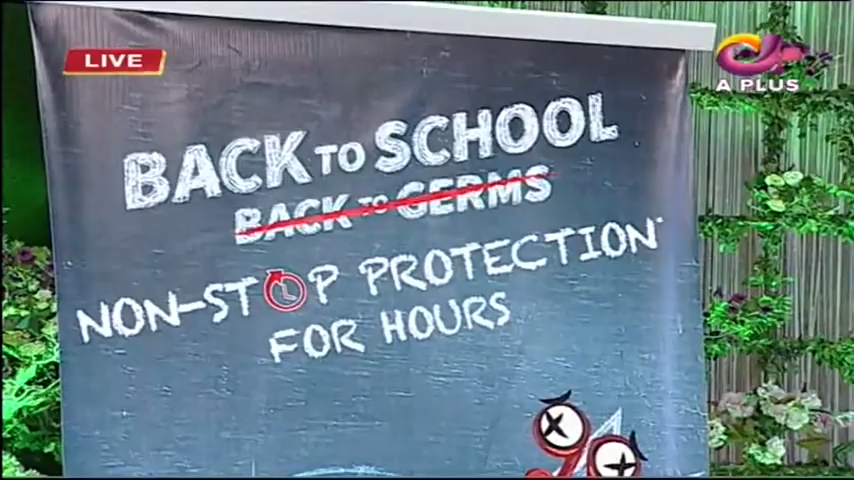 LIVE
A PLUS
BACK TO SCHOOL
BACK TO GERMS
NON-STOP PROTECTION*
FOR HOURS